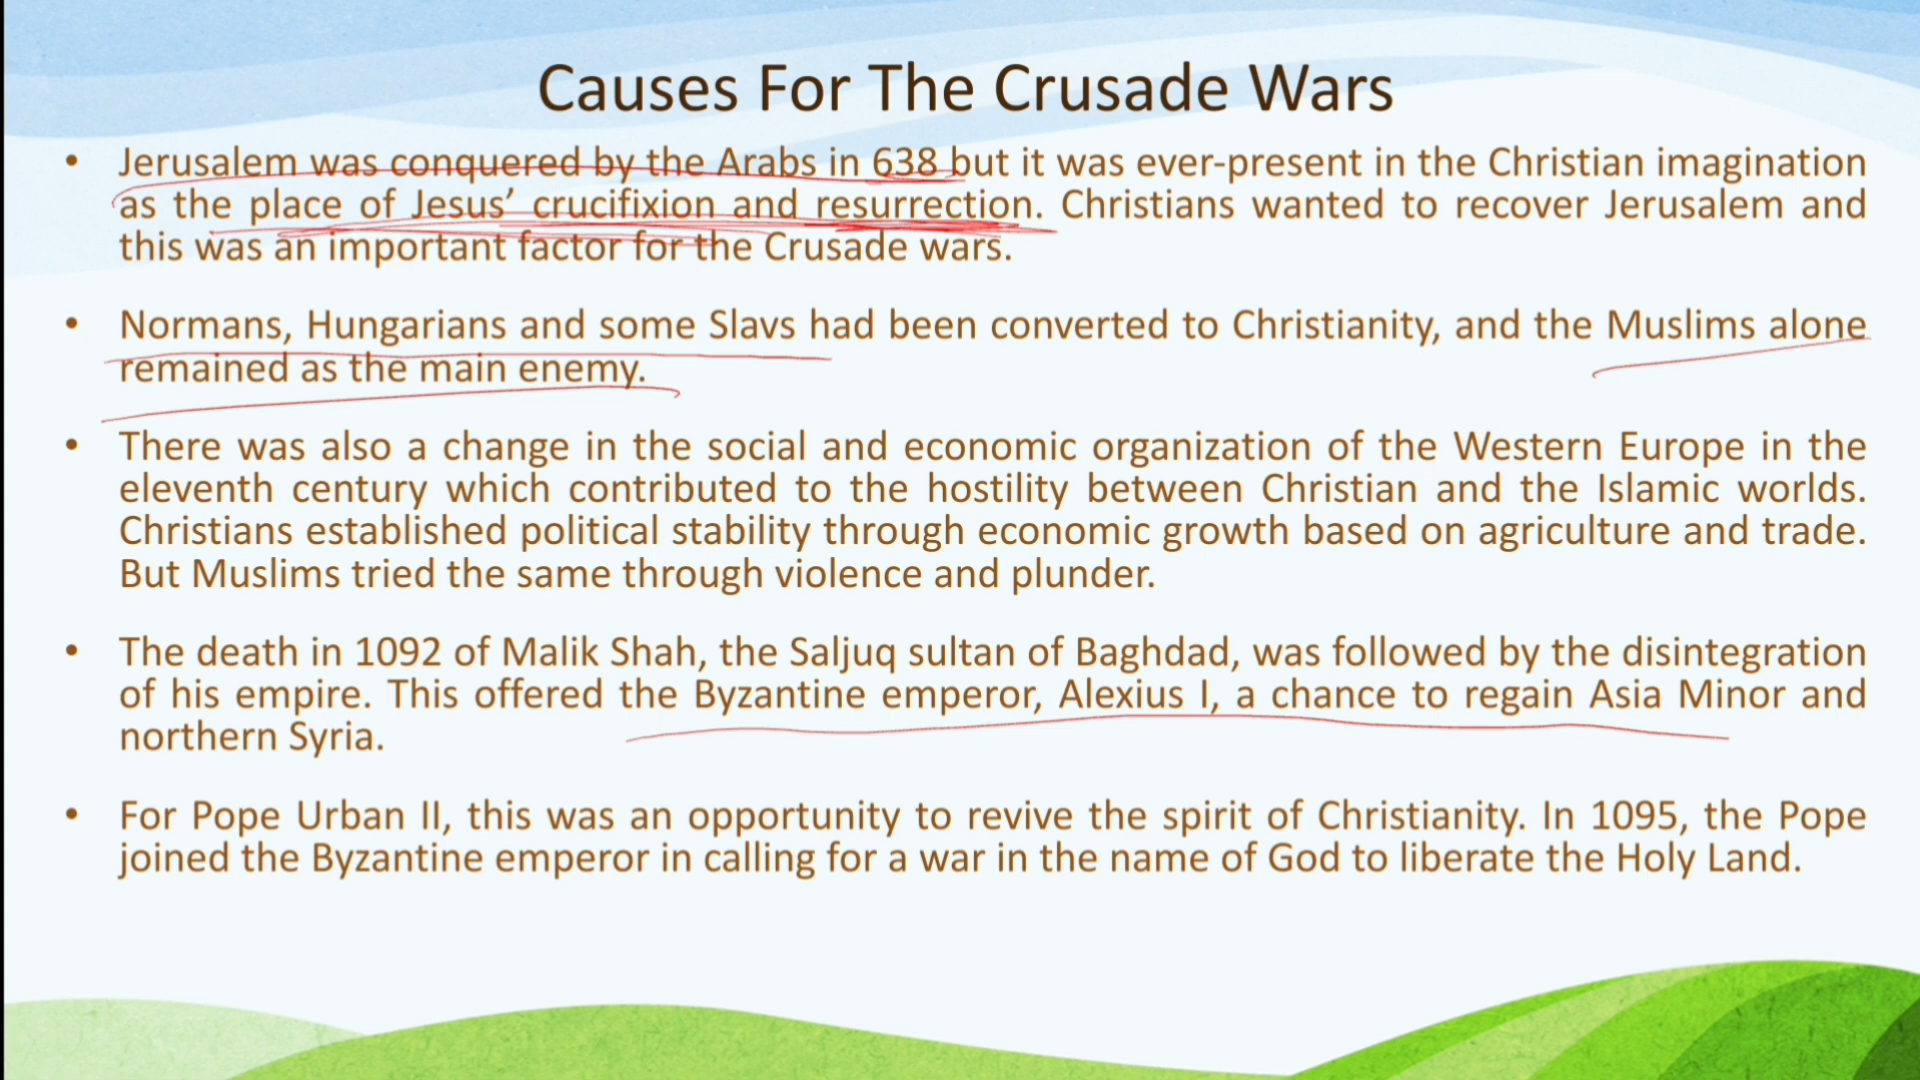 Causes For The Crusade Wars
• Jerusalem was conquered by the Arabs in 638 but it was ever-present in the Christian imagination
as the place of Jesus’ crucifixion and resurrection. Christians wanted to recover Jerusalem and
this was an important factor for the Crusade wars.
• Normans, Hungarians and some Slavs had been converted to Christianity, and the Muslims alone
remained as the main enemy.
• There was also a change in the social and economic organization of the Western Europe in the
eleventh century which contributed to the hostility between Christian and the Islamic worlds.
Christians established political stability through economic growth based on agriculture and trade.
But Muslims tried the same through violence and plunder.
• The death in 1092 of Malik Shah, the Saljuq sultan of Baghdad, was followed by the disintegration
of his empire. This offered the Byzantine emperor, Alexius I, a chance to regain Asia Minor and
northern Syria.
• For Pope Urban II, this was an opportunity to revive the spirit of Christianity. In 1095, the Pope
joined the Byzantine emperor in calling for a war in the name of God to liberate the Holy Land.